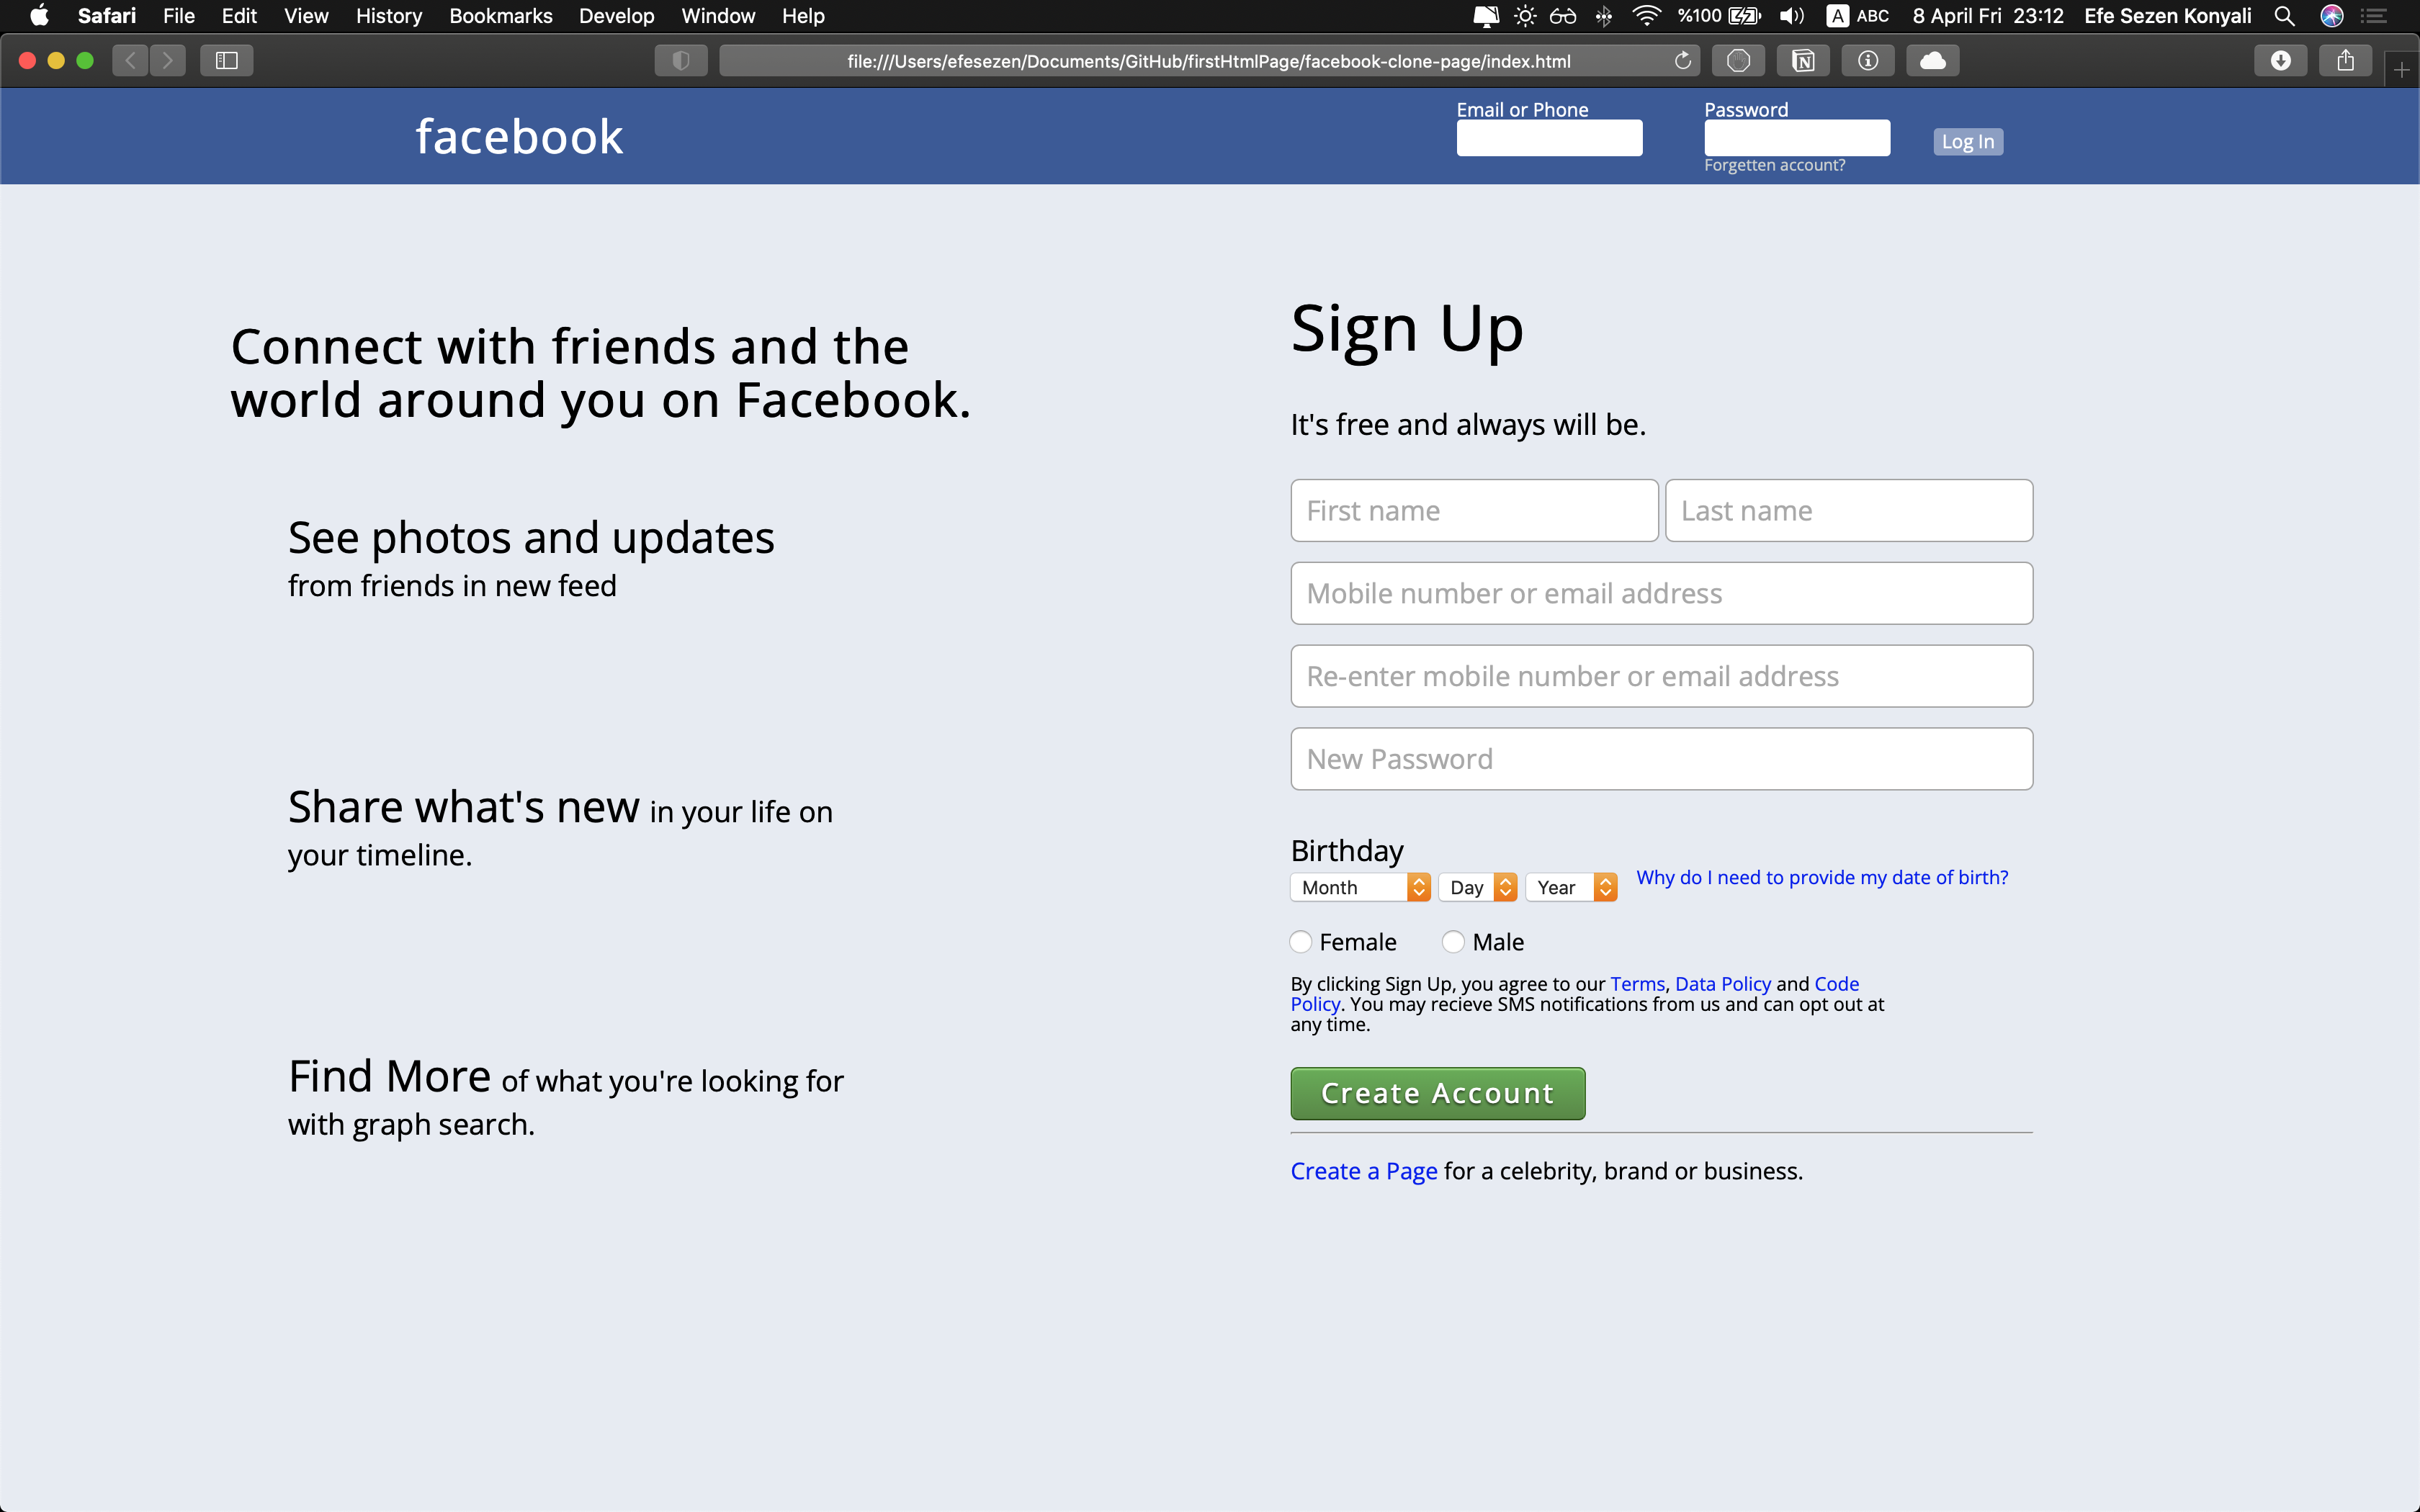 Safari File Edit View History Bookmarks Develop Window Help %100 A ABC 8 April Fri 23:12 Efe Sezen Konyali
file:///Users/efesezen/Documents/GitHub/firstHtmlPage/facebook-clone-page/index.html
facebook
Email or Phone
Password
Log In
Forgetten account?
Connect with friends and the
world around you on Facebook.
See photos and updates
from friends in new feed
Share what's new in your life on
your timeline.
Find More of what you're looking for
with graph search.
Sign Up
It's free and always will be.
First name
Last name
Mobile number or email address
Re-enter mobile number or email address
New Password
Birthday
Month Day Year Why do I need to provide my date of birth?
Female Male
By clicking Sign Up, you agree to our Terms, Data Policy and Code
Policy. You may recieve SMS notifications from us and can opt out at
any time.
Create Account
Create a Page for a celebrity, brand or business.